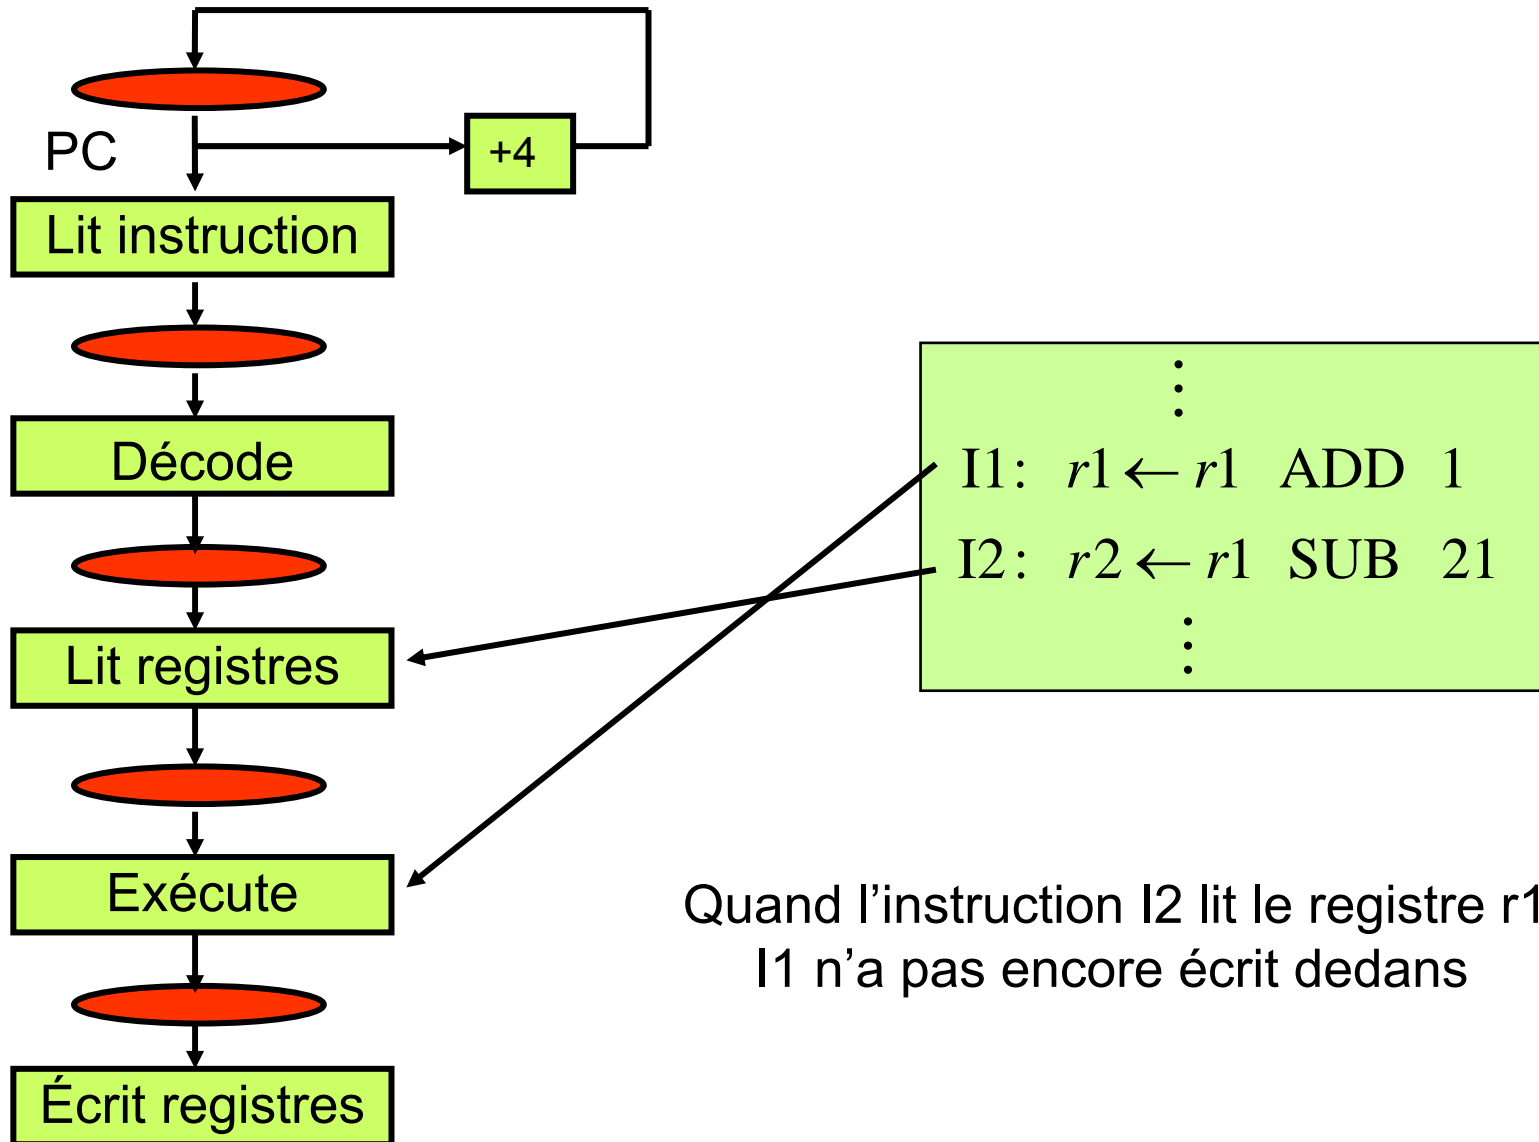 PC
+4
Lit instruction
Décode
Lit registres
Exécute
Écrit registres
⋮
I1: r1 ← r1 ADD 1
I2: r2 ← r1 SUB 21
⋮
Quand l’instruction I2 lit le registre r1
I1 n’a pas encore écrit dedans